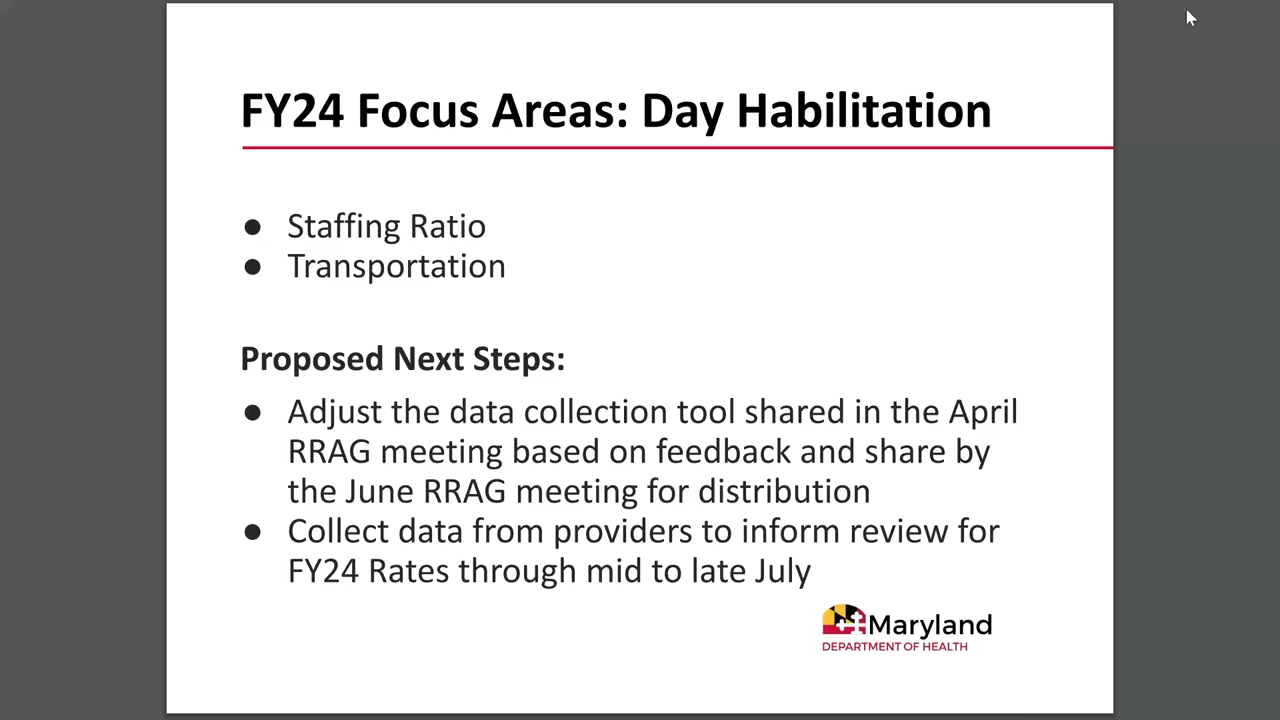 FY24 Focus Areas: Day Habilitation
● Staffing Ratio
● Transportation
Proposed Next Steps:
● Adjust the data collection tool shared in the April
RRAG meeting based on feedback and share by
the June RRAG meeting for distribution
● Collect data from providers to inform review for
FY24 Rates through mid to late July
Maryland
DEPARTMENT OF HEALTH